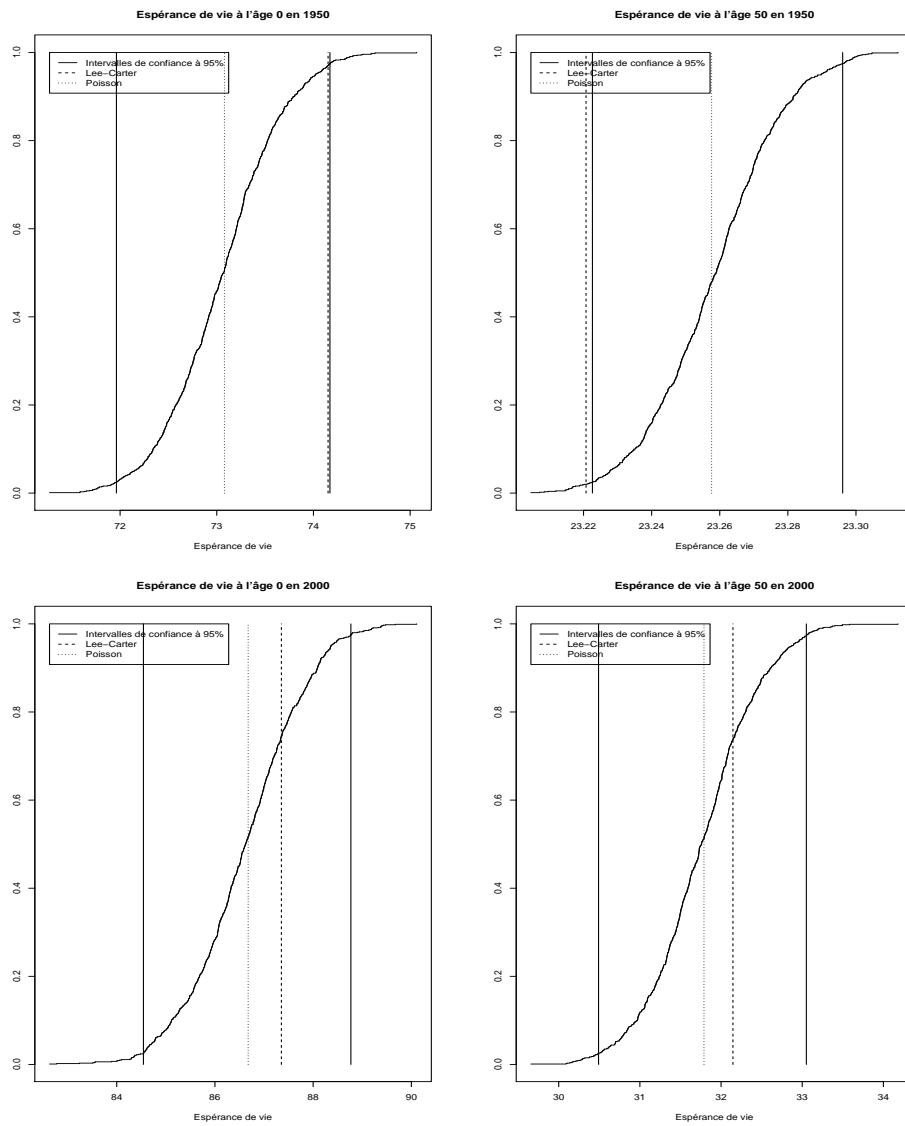 Espérance de vie à l'âge 0 en 1950
Intervalles de confiance à 95%
Lee−Carter
Poisson
0.0 0.2 0.4 0.6 0.8 1.0
72 73 74 75
Espérance de vie
Espérance de vie à l'âge 50 en 1950
Intervalles de confiance à 95%
Lee−Carter
Poisson
0.0 0.2 0.4 0.6 0.8 1.0
23.22 23.24 23.26 23.28 23.30
Espérance de vie
Espérance de vie à l'âge 0 en 2000
Intervalles de confiance à 95%
Lee−Carter
Poisson
0.0 0.2 0.4 0.6 0.8 1.0
84 86 88 90
Espérance de vie
Espérance de vie à l'âge 50 en 2000
Intervalles de confiance à 95%
Lee−Carter
Poisson
0.0 0.2 0.4 0.6 0.8 1.0
30 31 32 33 34
Espérance de vie